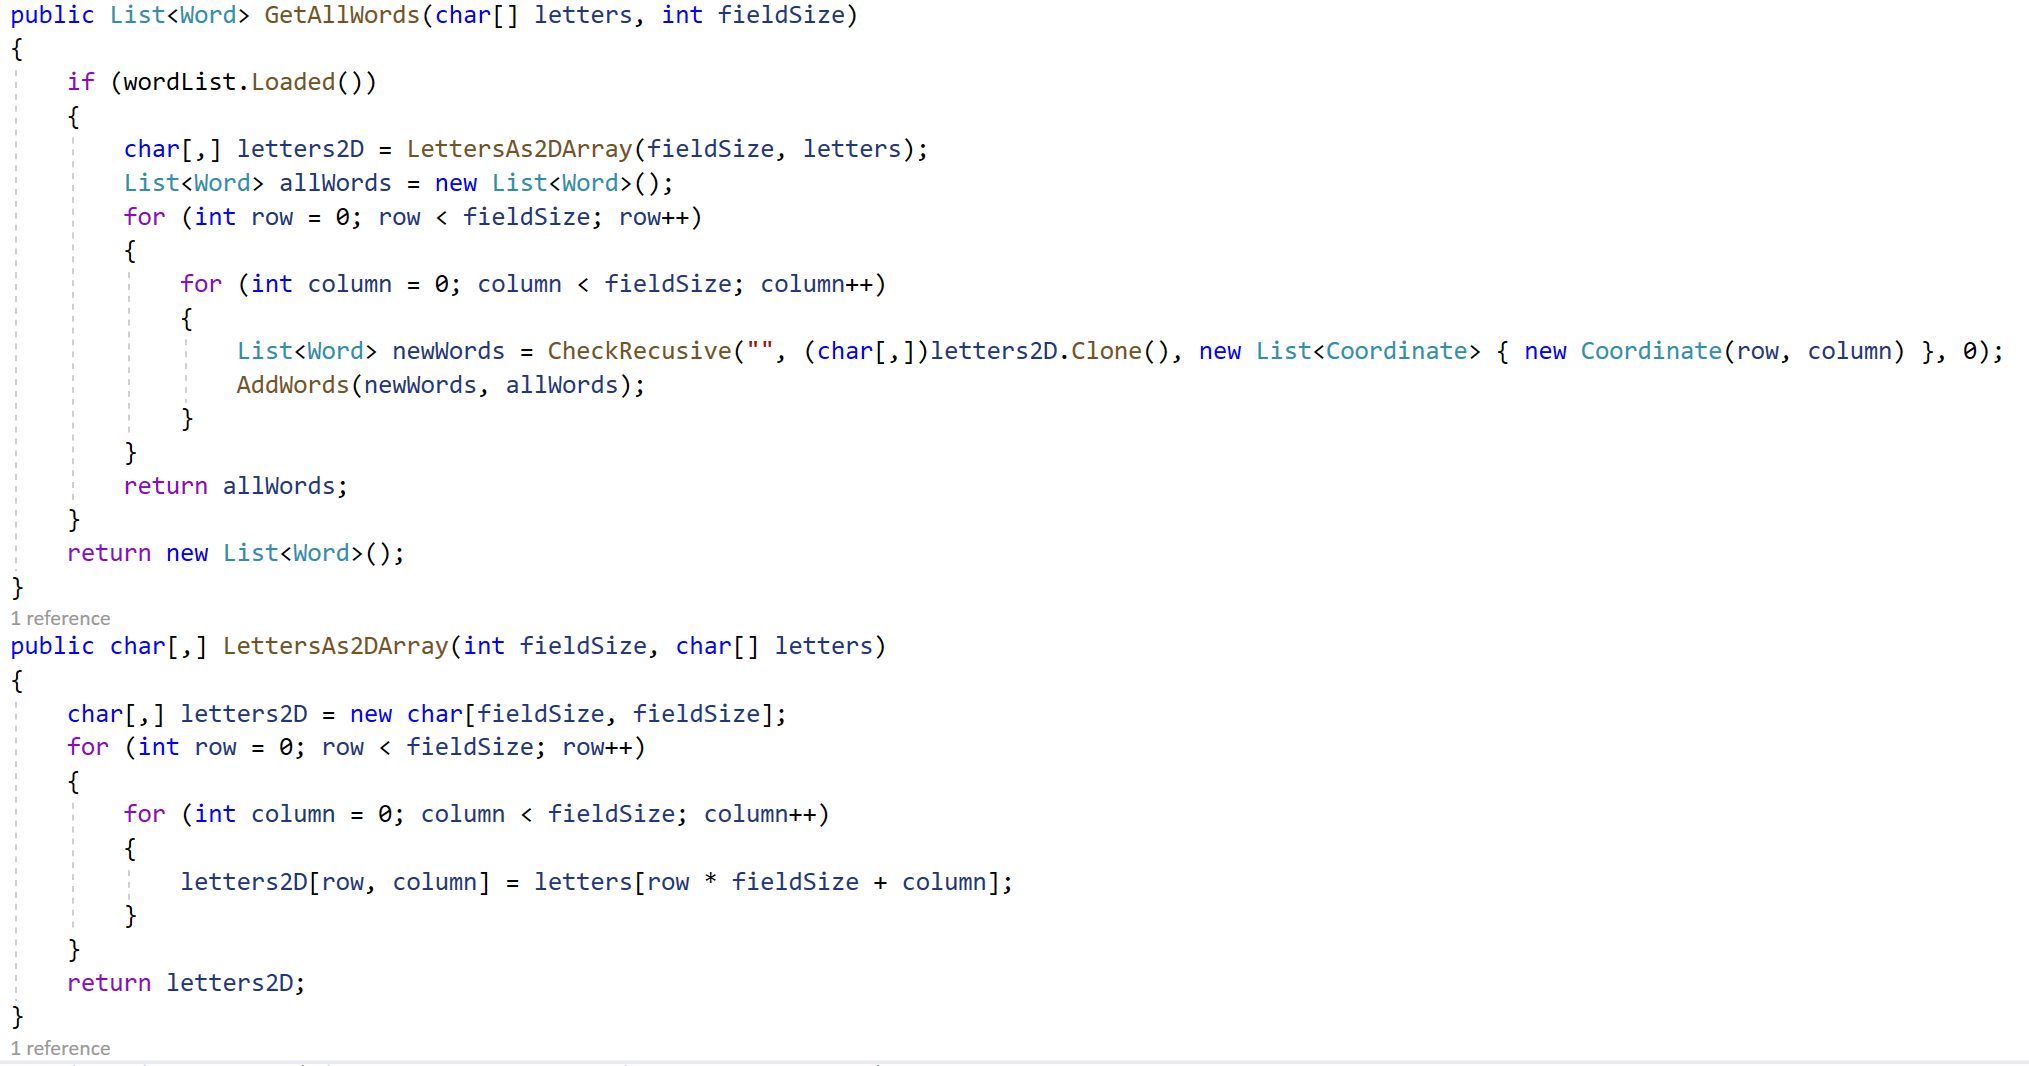 public List<Word> GetAllWords(char[] letters, int fieldSize)
{
    if (wordList.Loaded())
    {
        char[,] letters2D = LettersAs2DArray(fieldSize, letters);
        List<Word> allWords = new List<Word>();
        for (int row = 0; row < fieldSize; row++)
        {
            for (int column = 0; column < fieldSize; column++)
            {
                List<Word> newWords = CheckRecusive("", (char[,])letters2D.Clone(), new List<Coordinate> { new Coordinate(row, column) }, 0);
                AddWords(newWords, allWords);
            }
        }
        return allWords;
    }
    return new List<Word>();
}
1 reference
public char[,] LettersAs2DArray(int fieldSize, char[] letters)
{
    char[,] letters2D = new char[fieldSize, fieldSize];
    for (int row = 0; row < fieldSize; row++)
    {
        for (int column = 0; column < fieldSize; column++)
        {
            letters2D[row, column] = letters[row * fieldSize + column];
        }
    }
    return letters2D;
}
1 reference